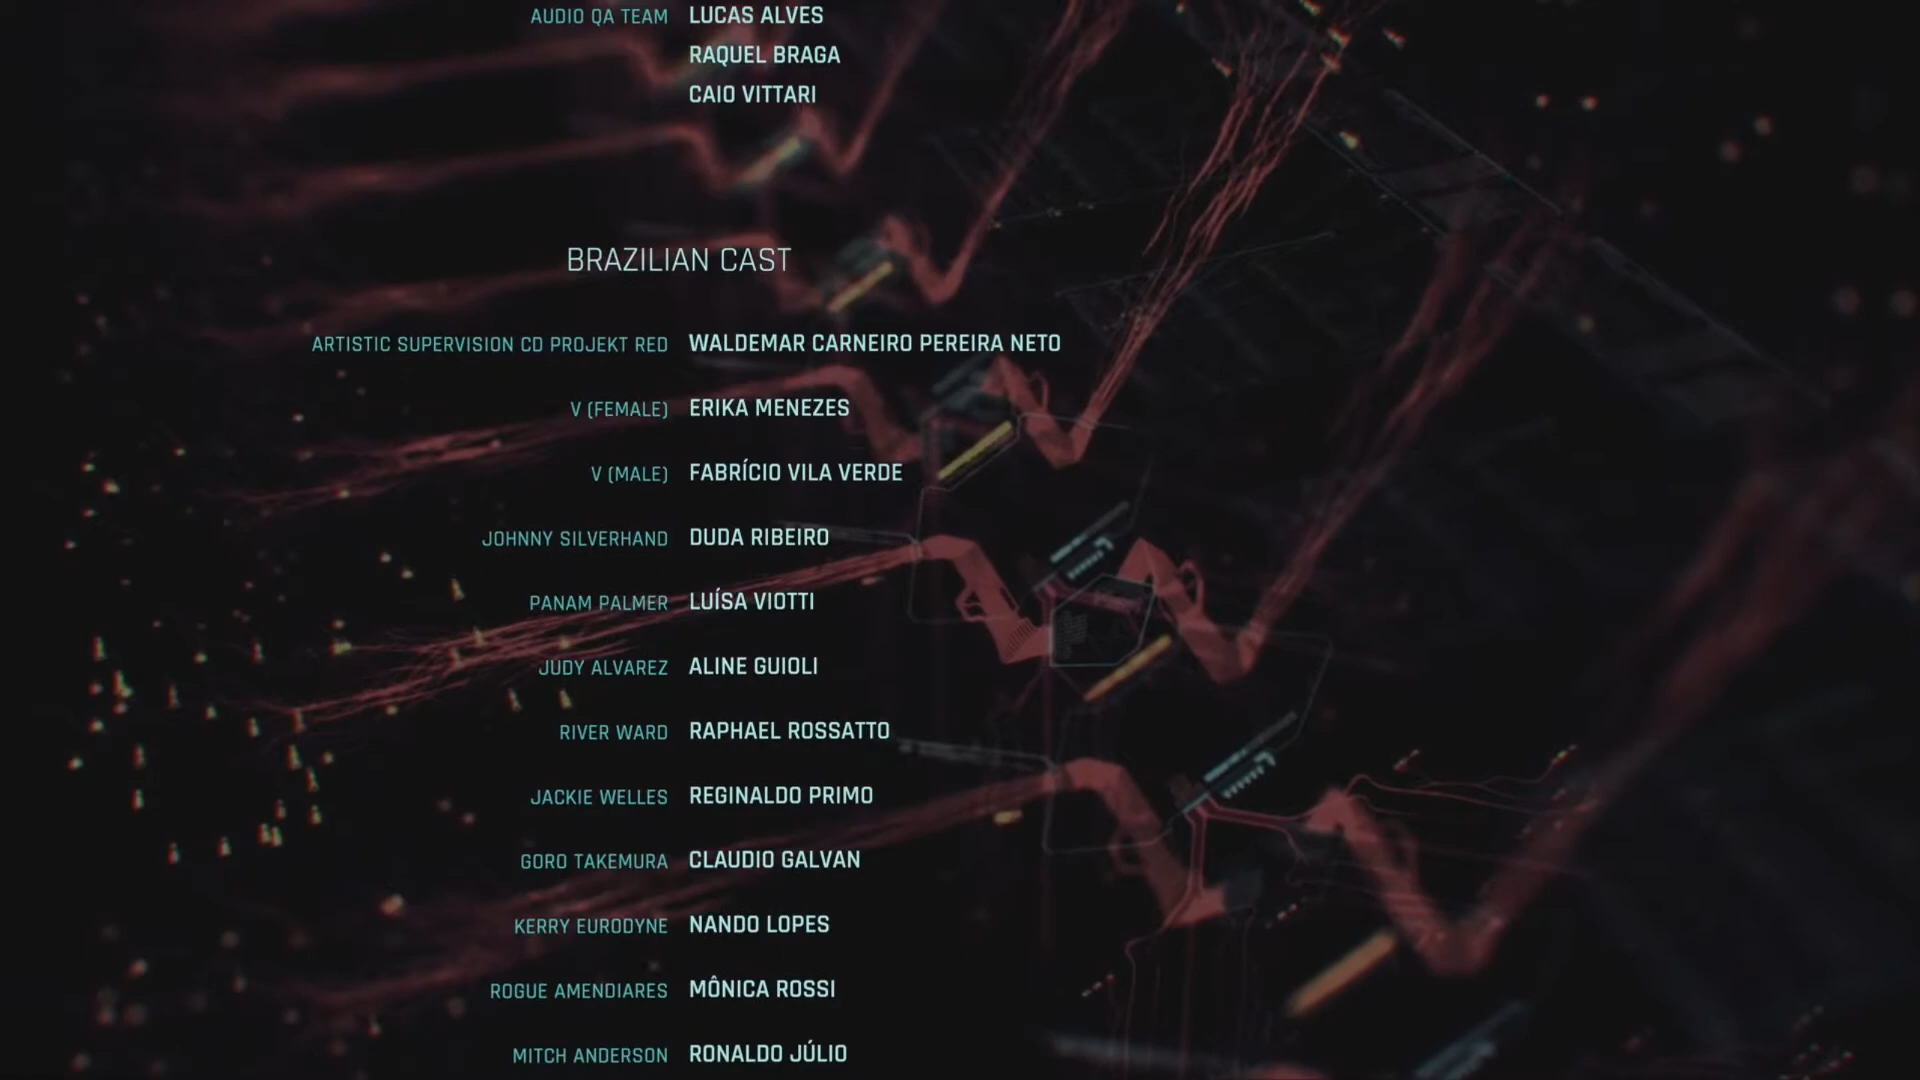 AUDIO QA TEAM LUCAS ALVES
RAQUEL BRAGA
CAIO VITTARI
BRAZILIAN CAST
ARTISTIC SUPERVISION CD PROJEKT RED WALDEMAR CARNEIRO PEREIRA NETO
V (FEMALE) ERIKA MENEZES
V (MALE) FABRÍCIO VILA VERDE
JOHNNY SILVERHAND DUDA RIBEIRO
PANAM PALMER LUÍSA VIOTTI
JUDY ALVAREZ ALINE GUIOLI
RIVER WARD RAPHAEL ROSSATTO
JACKIE WELLES REGINALDO PRIMO
GORO TAKEMURA CLAUDIO GALVAN
KERRY EURODYNE NANDO LOPES
ROGUE AMENDIARES MÔNICA ROSSI
MITCH ANDERSON RONALDO JÚLIO